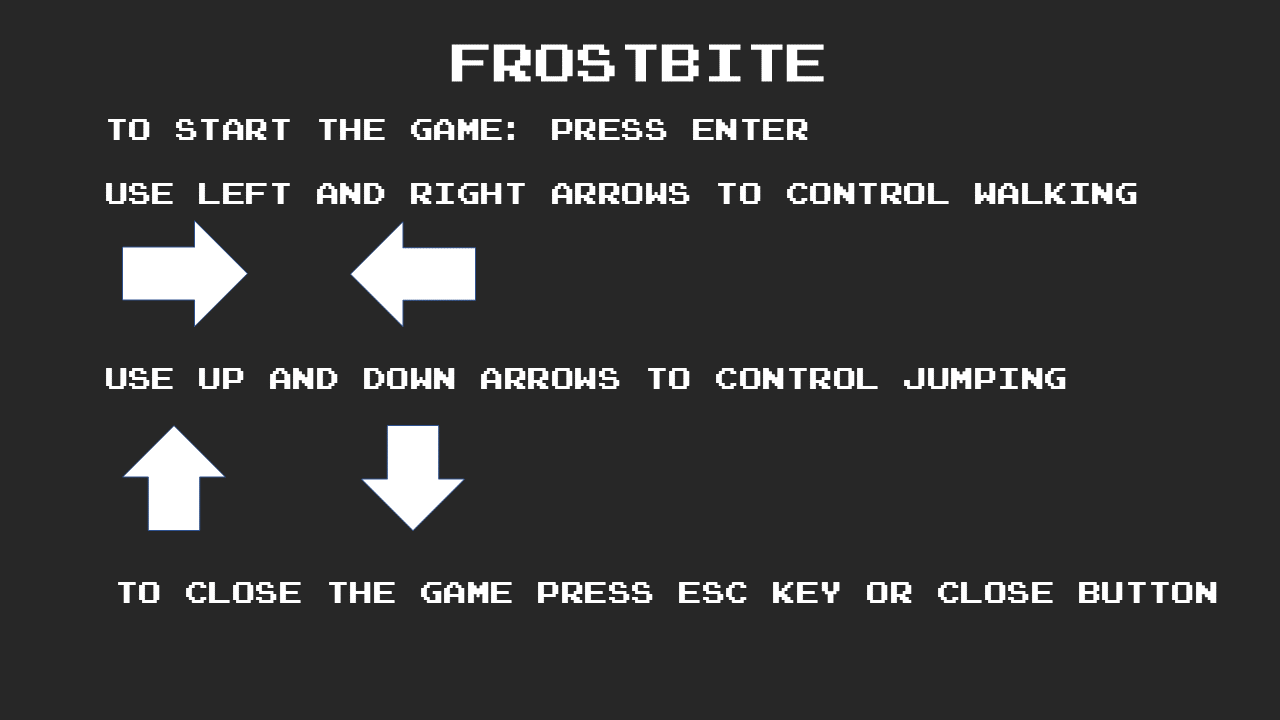 FROSTBITE
TO START THE GAME: PRESS ENTER
USE LEFT AND RIGHT ARROWS TO CONTROL WALKING
USE UP AND DOWN ARROWS TO CONTROL JUMPING
TO CLOSE THE GAME PRESS ESC KEY OR CLOSE BUTTON